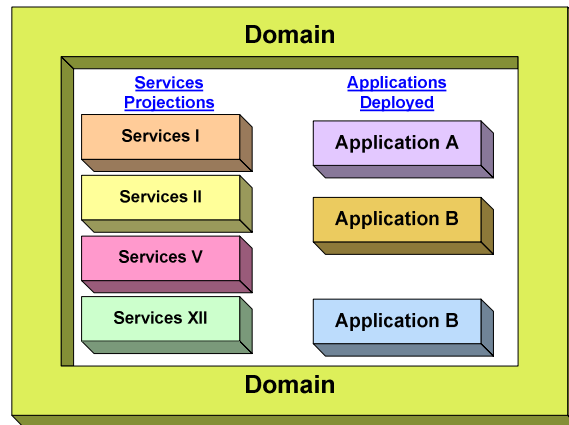 Domain
Services
Projections
Services I
Services II
Services V
Services XII
Applications
Deployed
Application A
Application B
Application B
Domain